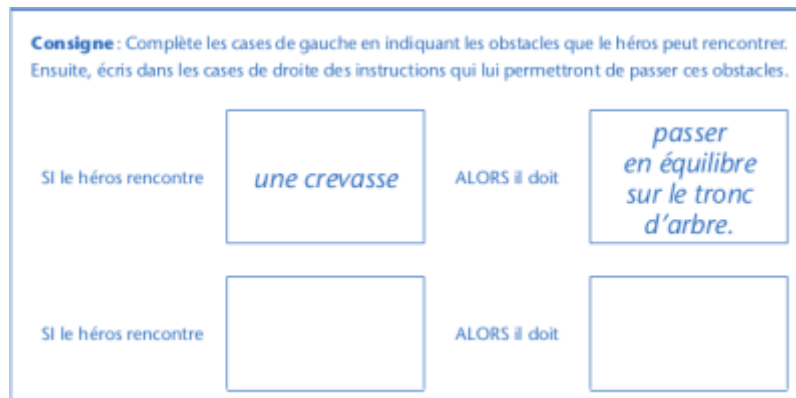 Consigne : Complète les cases de gauche en indiquant les obstacles que le héros peut rencontrer.
Ensuite, écris dans les cases de droite des instructions qui lui permettront de passer ces obstacles.
SI le héros rencontre
une crevasse
ALORS il doit
passer
en équilibre
sur le tronc
d'arbre.
SI le héros rencontre
ALORS il doit